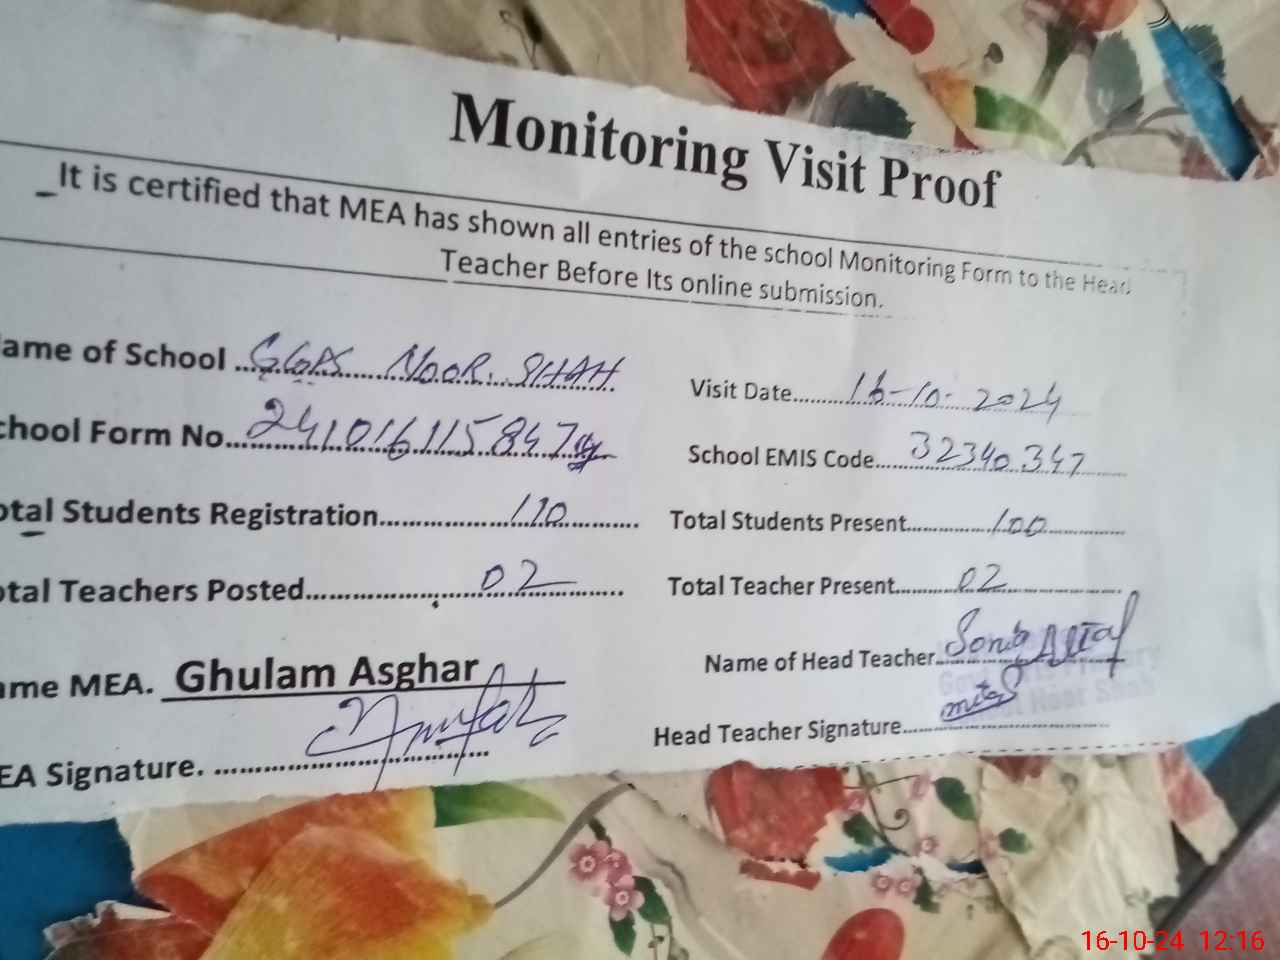 Monitoring Visit Proof
It is certified that MEA has shown all entries of the school Monitoring Form to the Head
Teacher Before Its online submission.
ame of School GGPS NOOR SHAH
Visit Date 16-10-2024
chool Form No 241016115847
School EMIS Code 32340347
otal Students Registration 110
Total Students Present 100
otal Teachers Posted 02
Total Teacher Present 02
ame MEA. Ghulam Asghar
Name of Head Teacher Sonia Altaf
EA Signature.
Head Teacher Signature
16-10-24 12:16